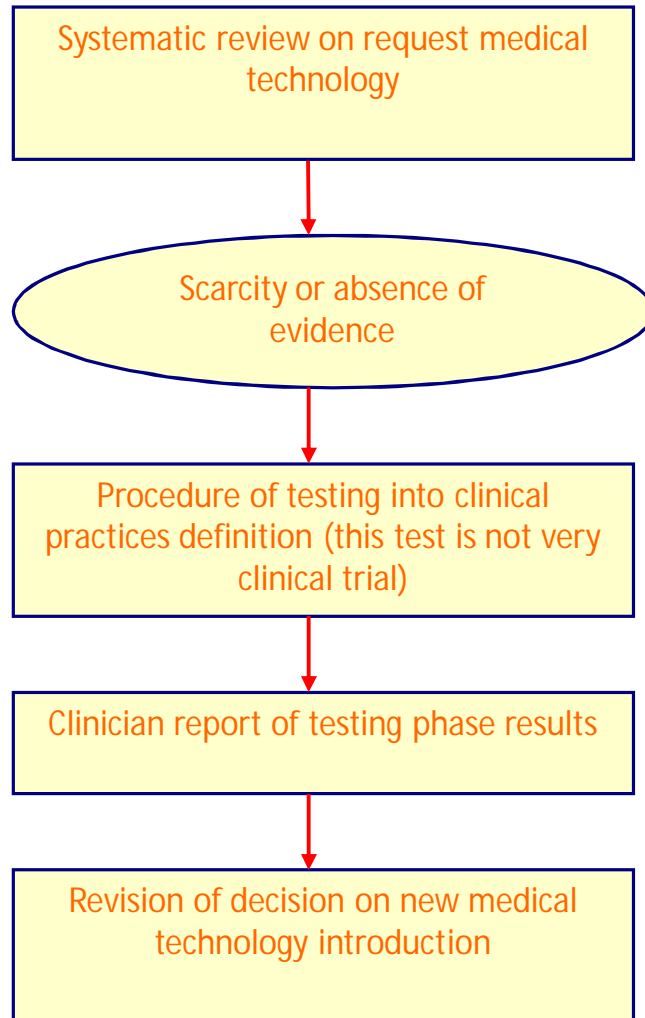 Systematic review on request medical
technology
Scarcity or absence of
evidence
Procedure of testing into clinical
practices definition (this test is not very
clinical trial)
Clinician report of testing phase results
Revision of decision on new medical
technology introduction